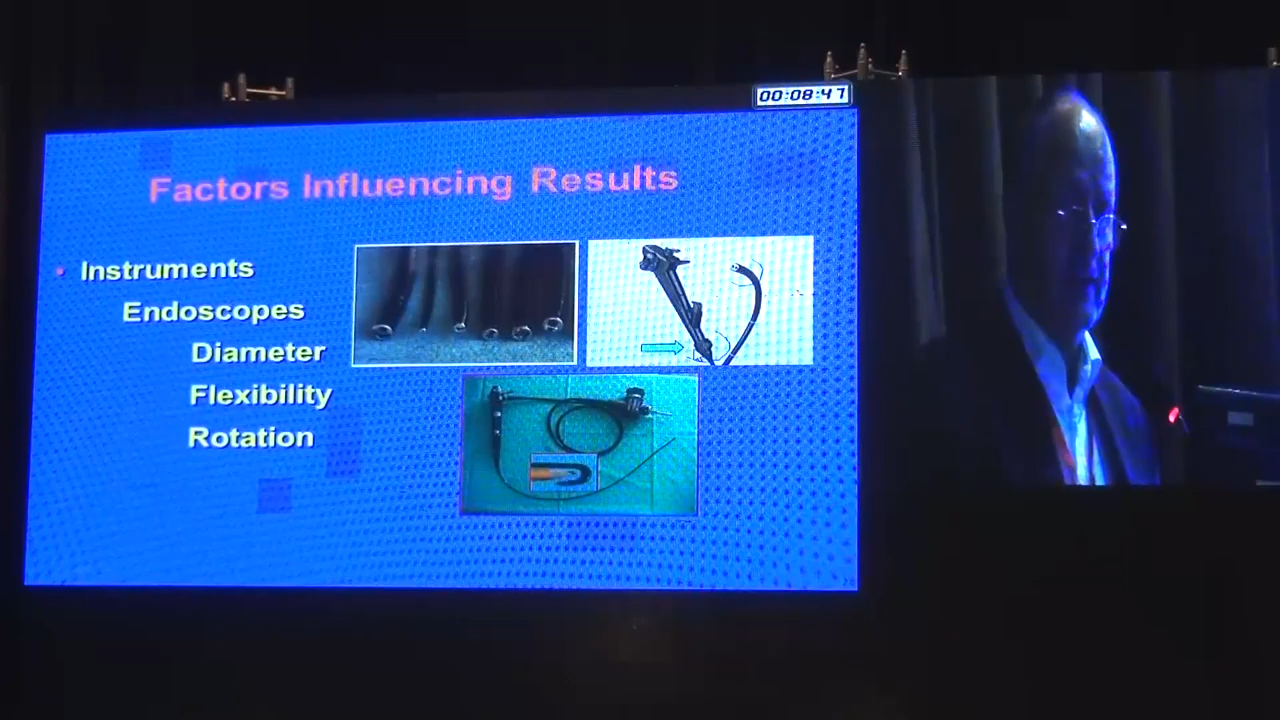 00:08:47
Factors Influencing Results
Instruments
Endoscopes
Diameter
Flexibility
Rotation